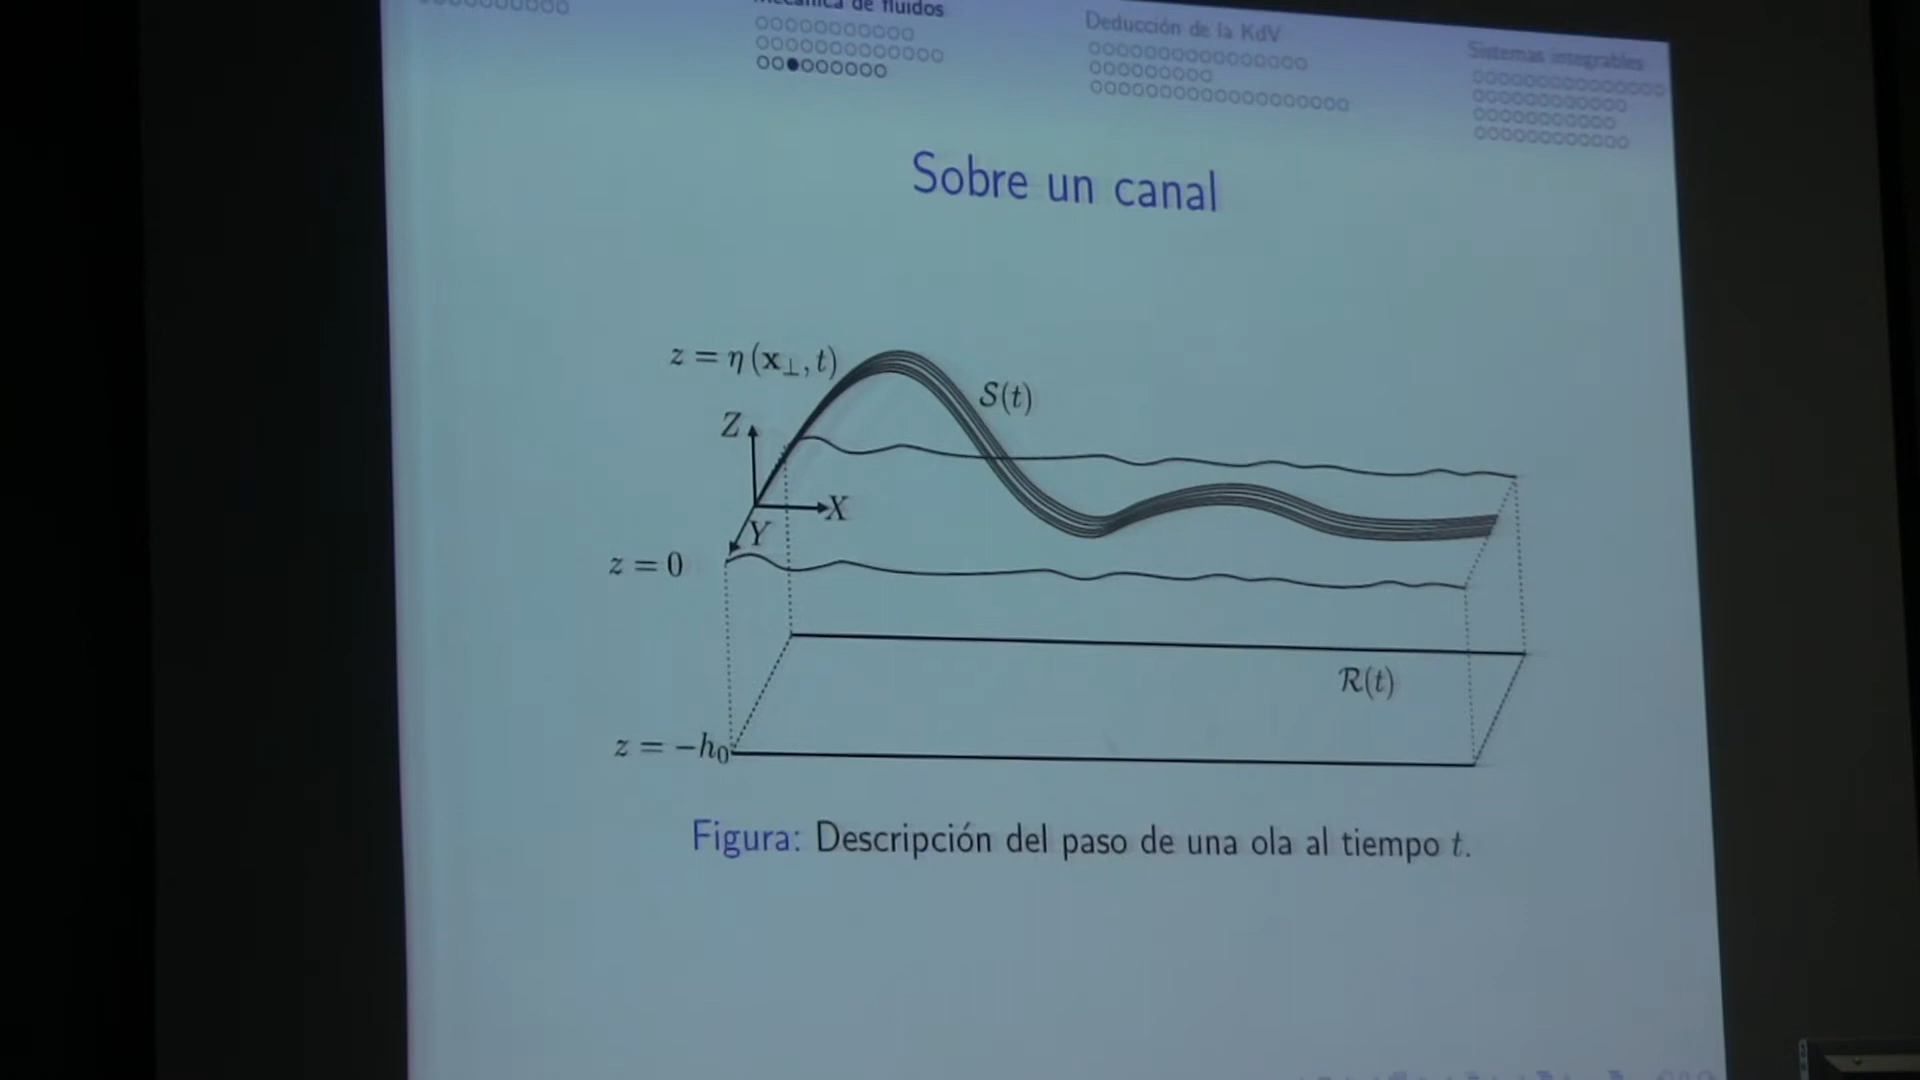 Mecánica de fluidos
Deducción de la KdV
Sistemas integrables
Sobre un canal
z = η(x⊥, t)
S(t)
Z
X
Y
z = 0
R(t)
z = −h₀
Figura: Descripción del paso de una ola al tiempo t.